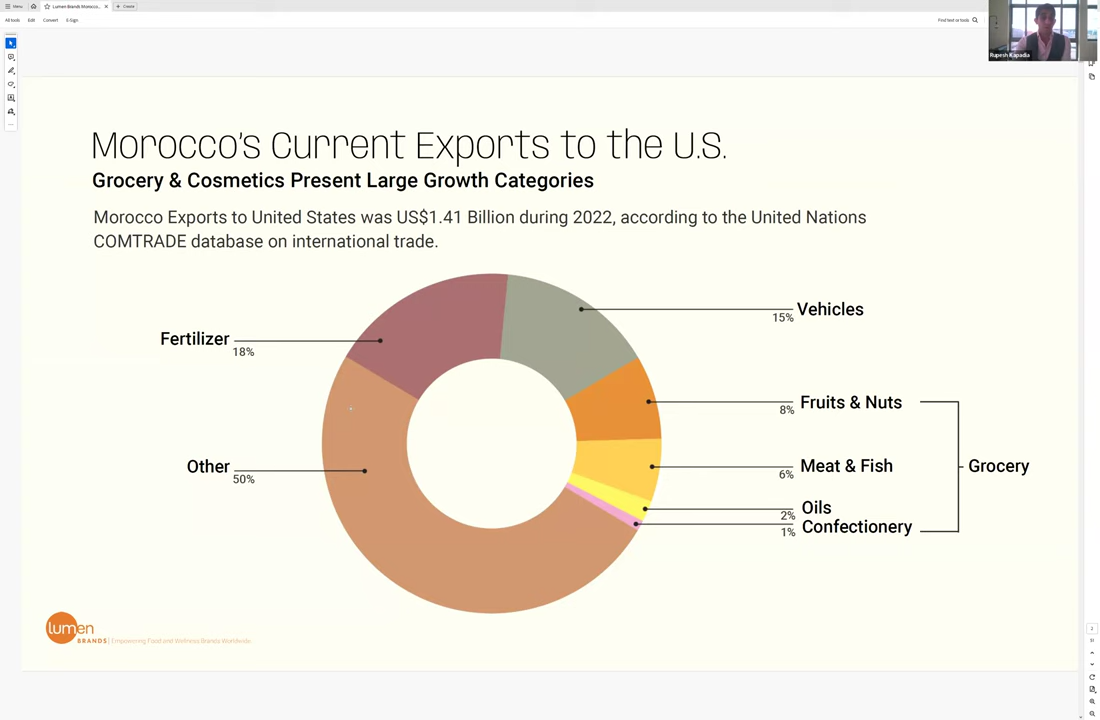 Menu
Lumen Brands Morocco...
Create
All tools
Edit
Convert
E-Sign
Find text or tools
Rupesh Kapadia
Morocco's Current Exports to the U.S.
Grocery & Cosmetics Present Large Growth Categories
Morocco Exports to United States was US$1.41 Billion during 2022, according to the United Nations
COMTRADE database on international trade.
Vehicles
15%
Fertilizer
18%
Fruits & Nuts
8%
Meat & Fish
6%
Grocery
Other
50%
Oils
2%
Confectionery
1%
lumen
BRANDS | Empowering Food and Wellness Brands Worldwide
2